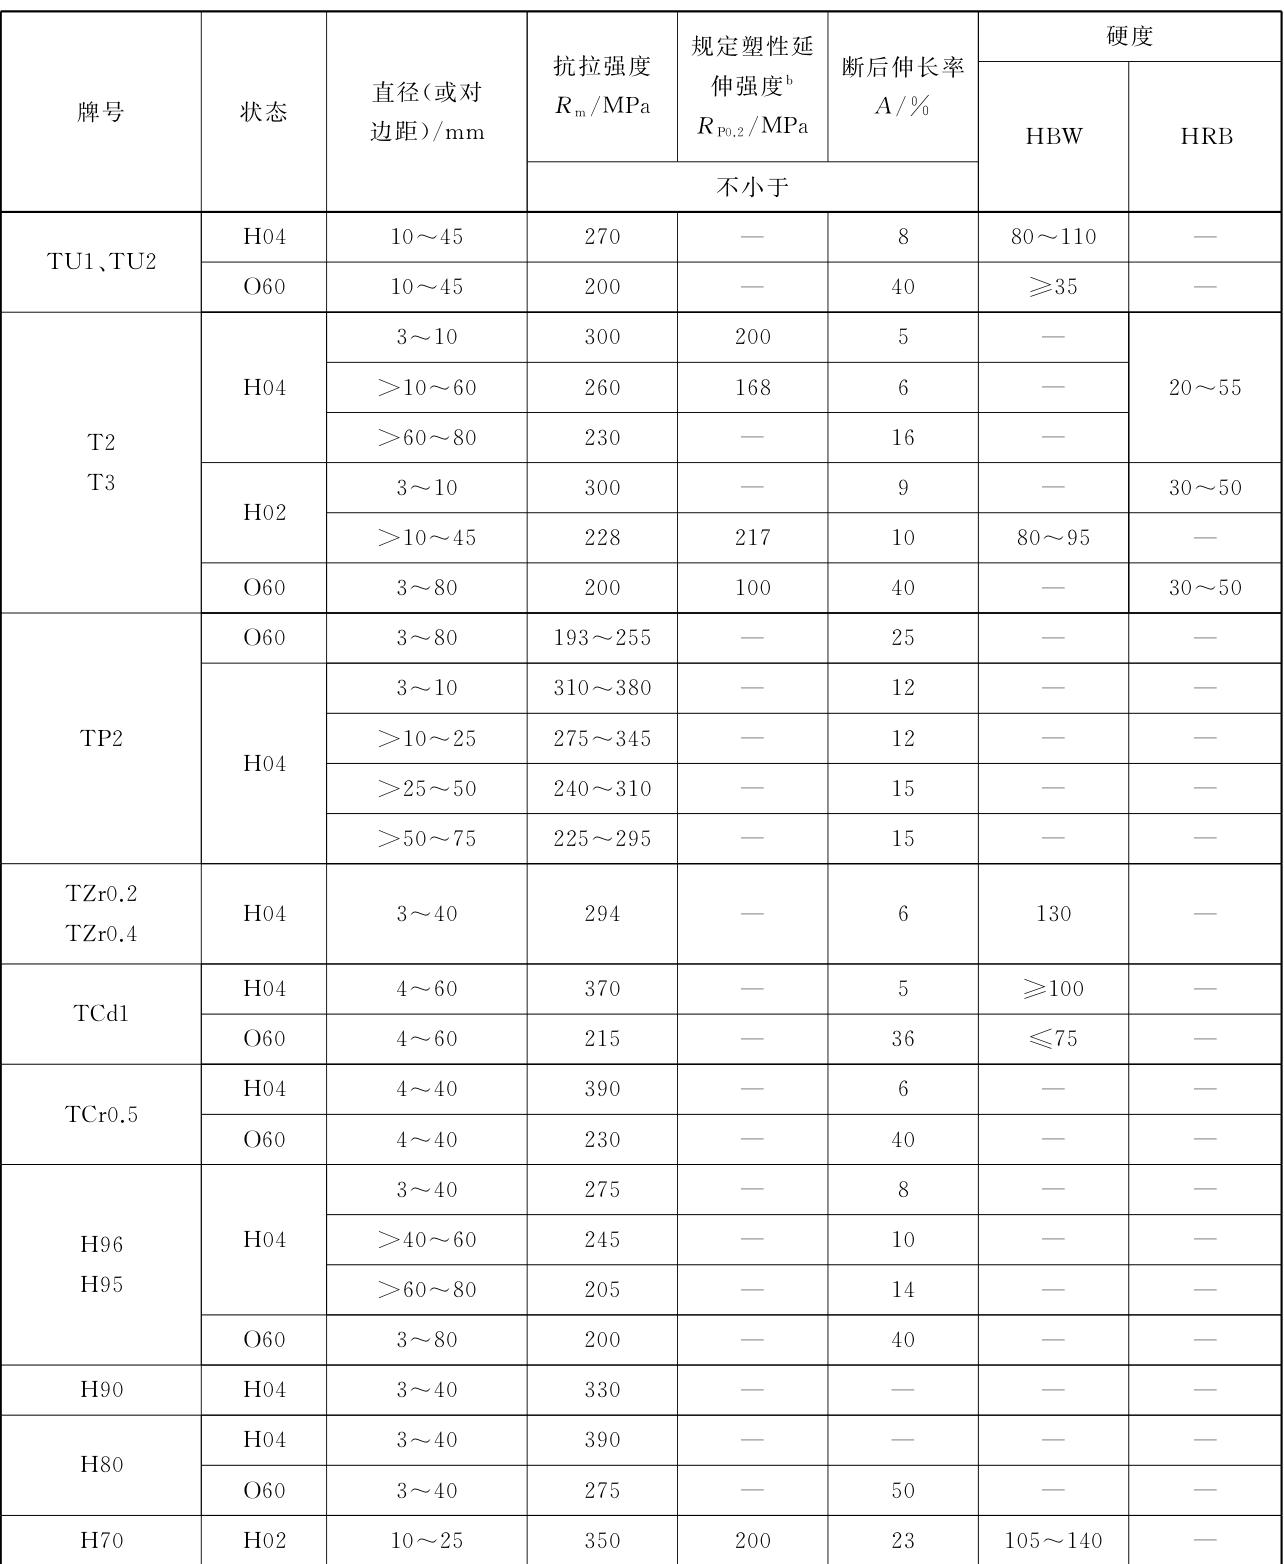 牌号 状态 直径(或对边距)/mm 抗拉强度 Rm/MPa 规定塑性延伸强度b RP0.2/MPa 断后伸长率 A/% 硬度
HBW HRB
不小于
TU1、TU2 H04 10～45 270 — 8 80～110 —
O60 10～45 200 — 40 ≥35 —
T2 T3 H04 3～10 300 200 5 — 20～55
>10～60 260 168 6 —
>60～80 230 — 16 —
H02 3～10 300 — 9 — 30～50
>10～45 228 217 10 80～95 —
O60 3～80 200 100 40 — 30～50
TP2 O60 3～80 193～255 — 25 — —
H04 3～10 310～380 — 12 — —
>10～25 275～345 — 12 — —
>25～50 240～310 — 15 — —
>50～75 225～295 — 15 — —
TZr0.2 TZr0.4 H04 3～40 294 — 6 130 —
TCd1 H04 4～60 370 — 5 ≥100 —
O60 4～60 215 — 36 ≤75 —
TCr0.5 H04 4～40 390 — 6 — —
O60 4～40 230 — 40 — —
H96 H95 H04 3～40 275 — 8 — —
>40～60 245 — 10 — —
>60～80 205 — 14 — —
O60 3～80 200 — 40 — —
H90 H04 3～40 330 — — — —
H80 H04 3～40 390 — — — —
O60 3～40 275 — 50 — —
H70 H02 10～25 350 200 23 105～140 —